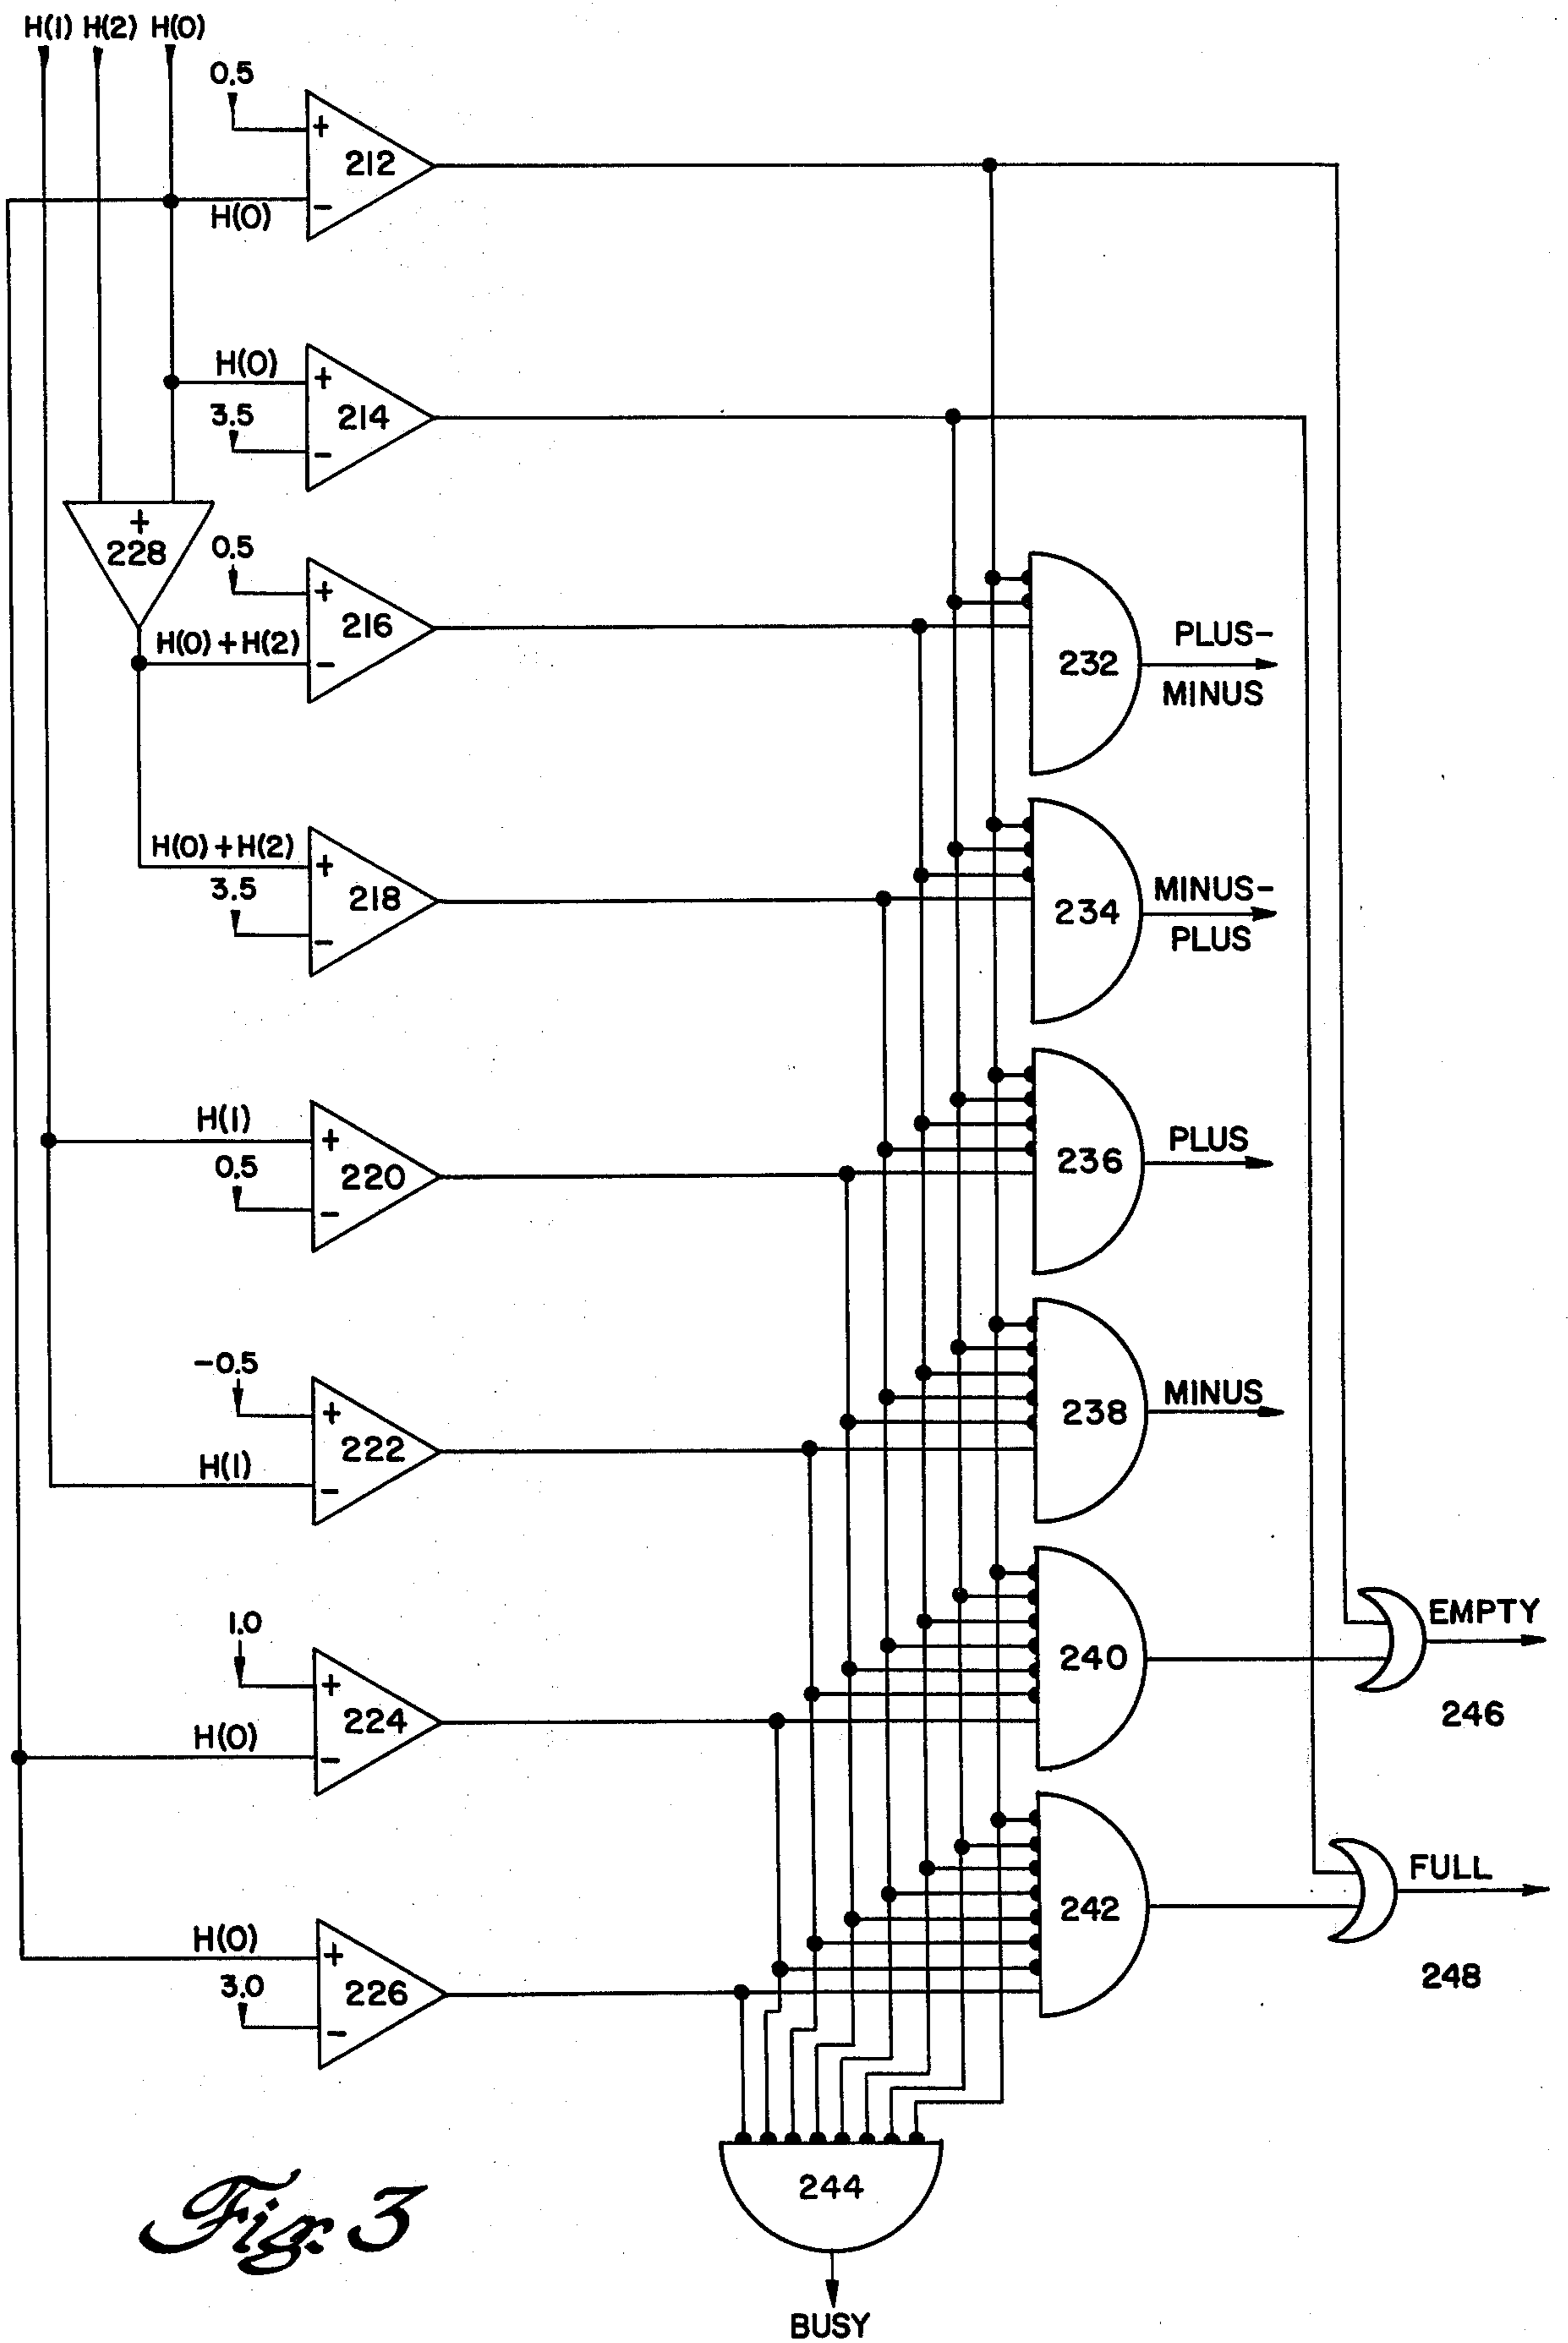 H(1) H(2) H(0)
0.5
+
212
−
H(0)
H(0)
+
3.5
214
−
+
228
0.5
+
216
H(0)+H(2)
−
PLUS-
232
MINUS
H(0)+H(2)
+
3.5
218
−
MINUS-
234
PLUS
H(1)
+
0.5
220
−
236
PLUS
−0.5
+
222
H(1)
−
238
MINUS
1.0
+
224
H(0)
−
240
EMPTY
246
H(0)
+
3.0
226
−
242
FULL
248
244
BUSY
Fig. 3